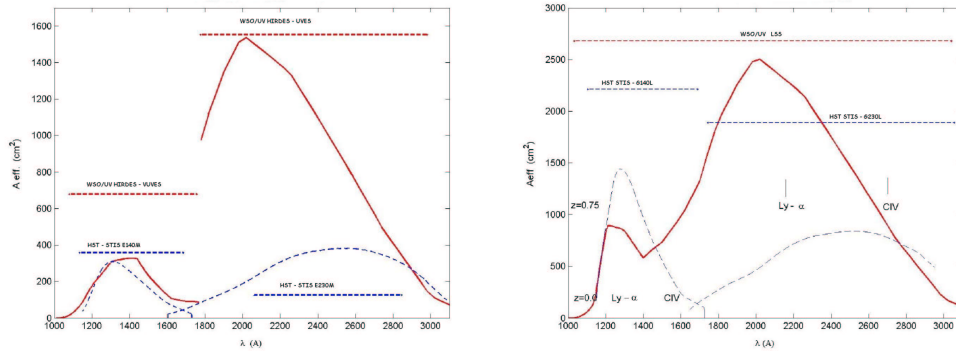 WSO/UV HIRDES - UVES
WSO/UV HIRDES - VUVES
HST - STIS E140M
HST - STIS E230M
A eff. (cm²)
1600
1400
1200
1000
800
600
400
200
0
1000 1200 1400 1600 1800 2000 2200 2400 2600 2800 3000
λ (A)
WSO/UV LSS
HST STIS - G140L
HST STIS - G230L
z=0.75
Ly - α
CIV
z=0.0
Ly - α
CIV
Aeff (cm²)
3000
2500
2000
1500
1000
500
0
1000 1200 1400 1600 1800 2000 2200 2400 2600 2800 3000
λ (A)